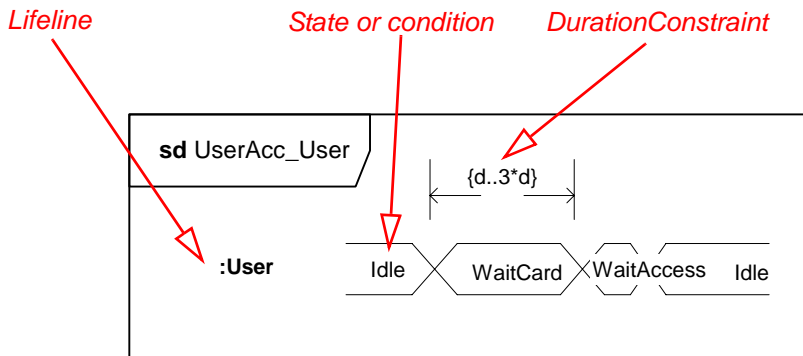 Lifeline State or condition DurationConstraint
sd UserAcc_User
{d..3*d}
:User Idle WaitCard WaitAccess Idle